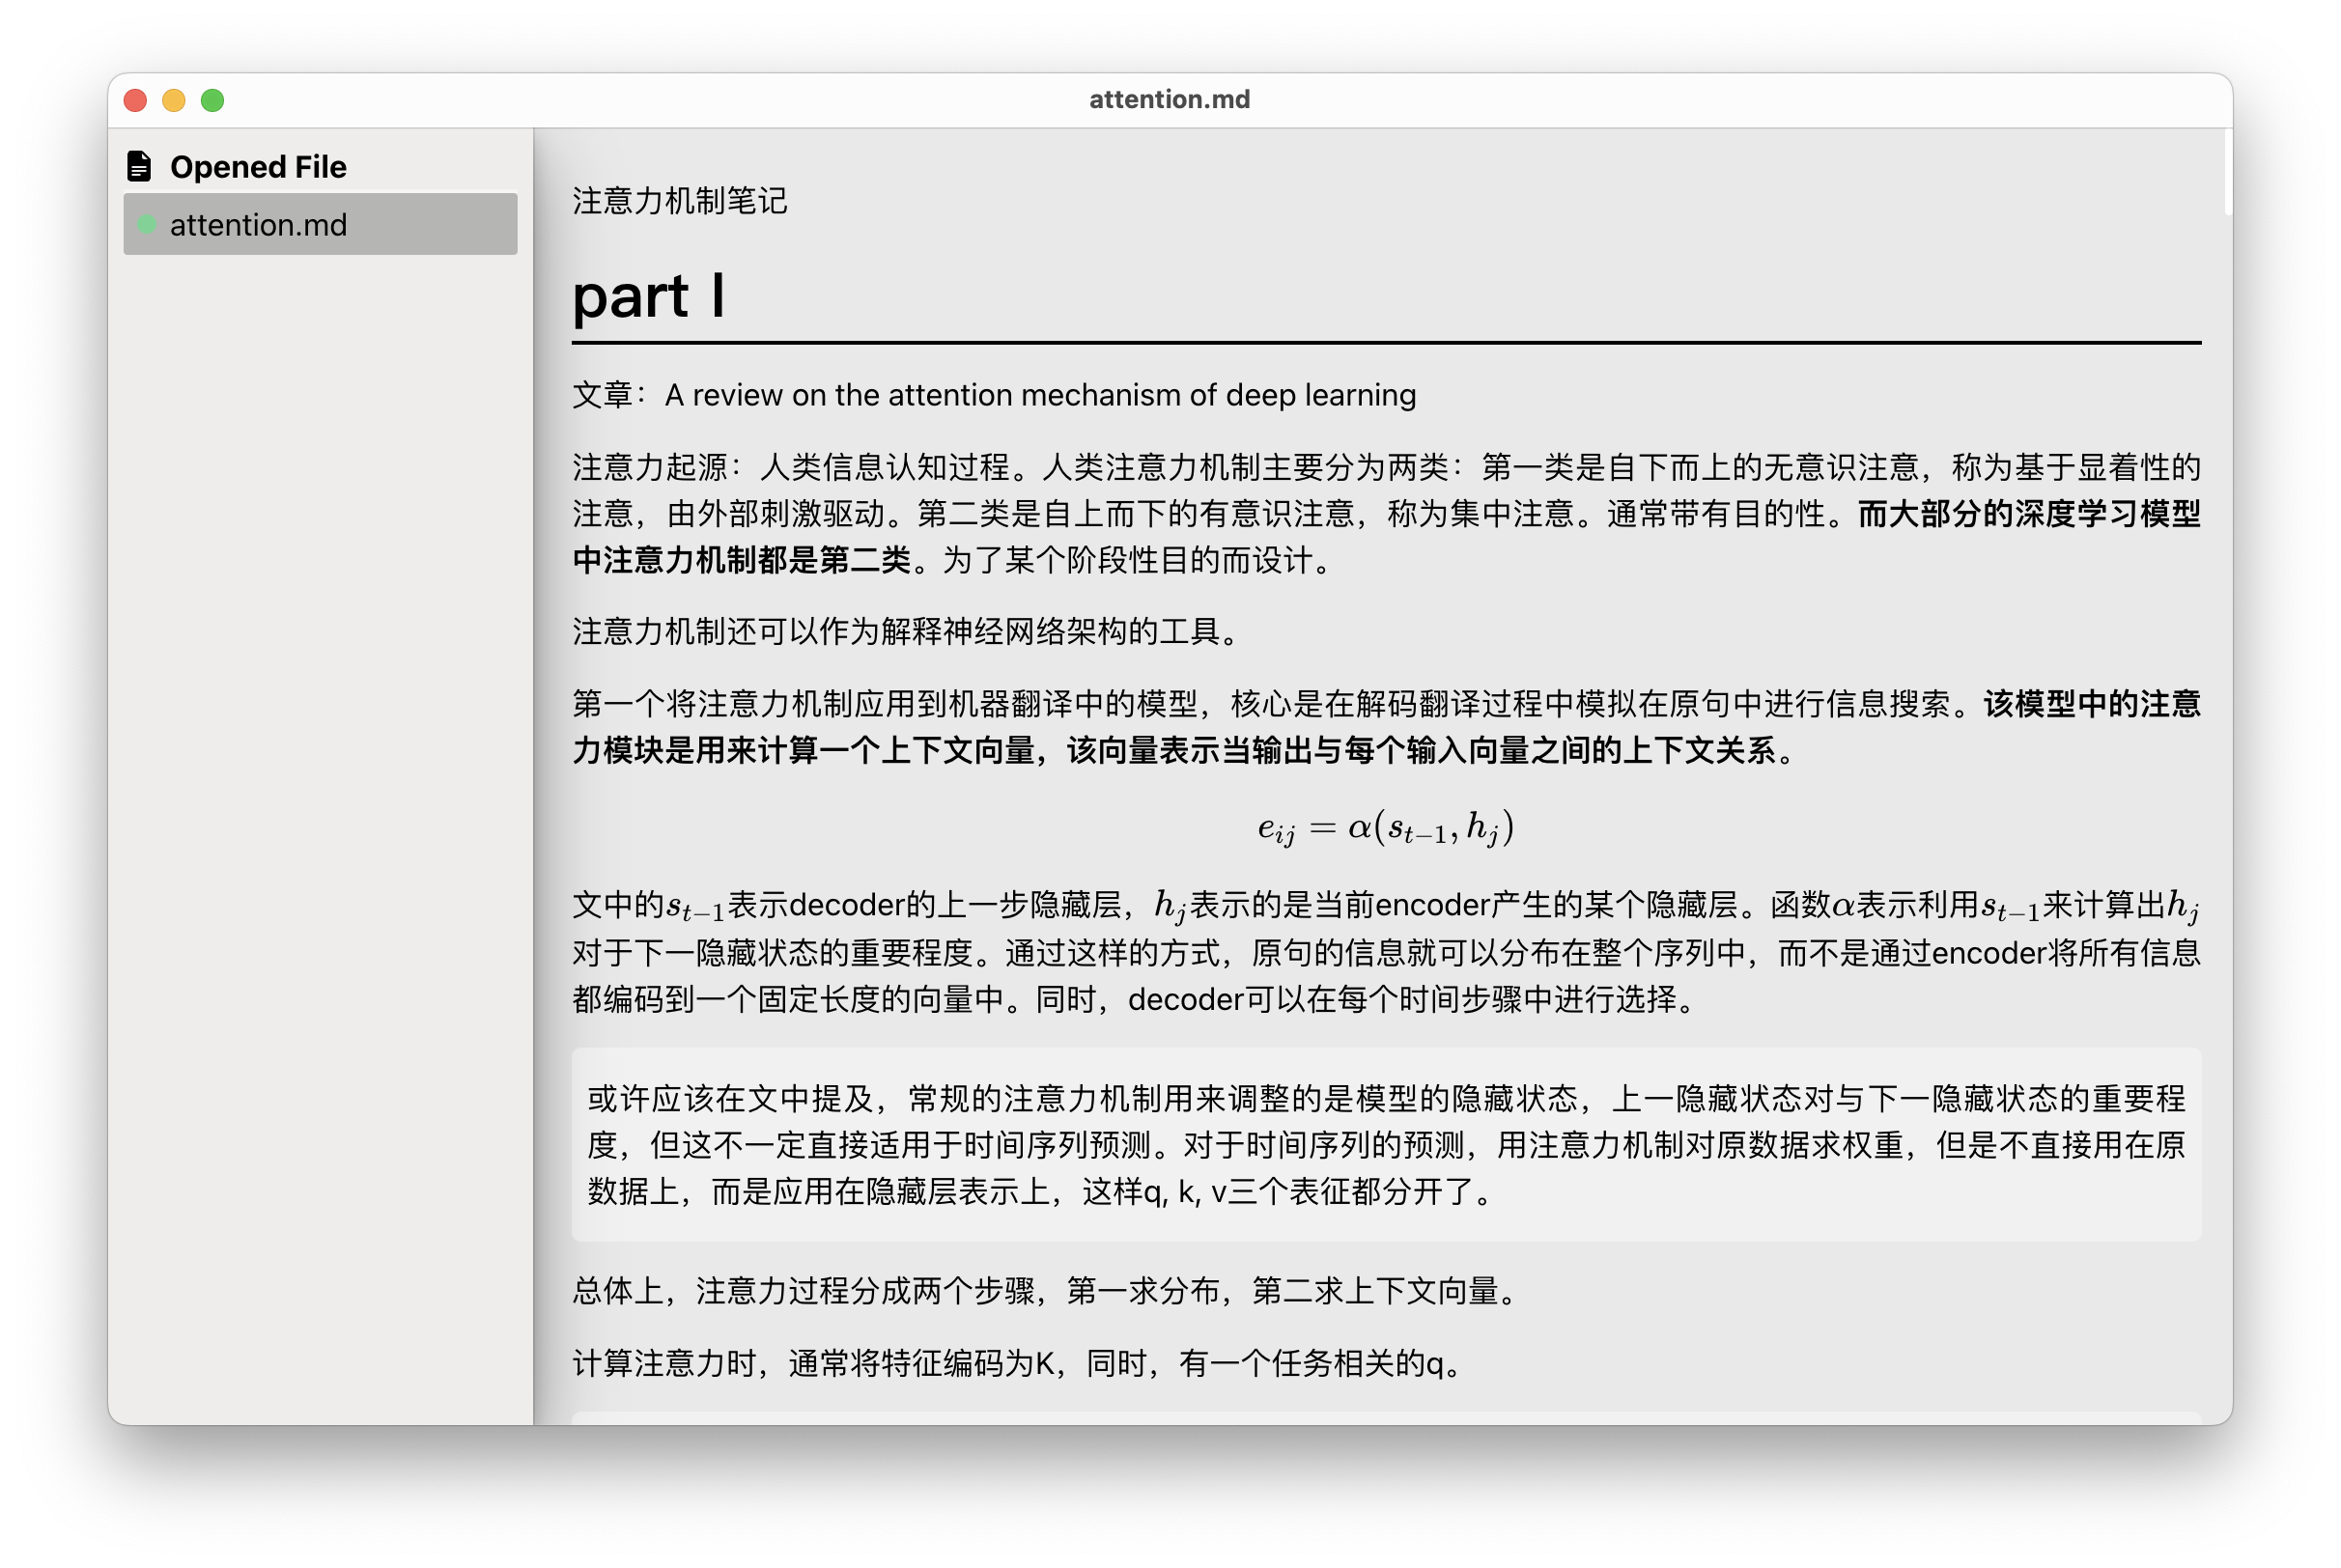 attention.md
Opened File
attention.md
注意力机制笔记
part I
文章：A review on the attention mechanism of deep learning
注意力起源：人类信息认知过程。人类注意力机制主要分为两类：第一类是自下而上的无意识注意，称为基于显着性的
注意，由外部刺激驱动。第二类是自上而下的有意识注意，称为集中注意。通常带有目的性。而大部分的深度学习模型
中注意力机制都是第二类。为了某个阶段性目的而设计。
注意力机制还可以作为解释神经网络架构的工具。
第一个将注意力机制应用到机器翻译中的模型，核心是在解码翻译过程中模拟在原句中进行信息搜索。该模型中的注意
力模块是用来计算一个上下文向量，该向量表示当输出与每个输入向量之间的上下文关系。
e_{ij} = α(s_{t−1}, h_j)
文中的s_{t−1}表示decoder的上一步隐藏层，h_j表示的是当前encoder产生的某个隐藏层。函数α表示利用s_{t−1}来计算出h_j
对于下一隐藏状态的重要程度。通过这样的方式，原句的信息就可以分布在整个序列中，而不是通过encoder将所有信息
都编码到一个固定长度的向量中。同时，decoder可以在每个时间步骤中进行选择。
或许应该在文中提及，常规的注意力机制用来调整的是模型的隐藏状态，上一隐藏状态对与下一隐藏状态的重要程
度，但这不一定直接适用于时间序列预测。对于时间序列的预测，用注意力机制对原数据求权重，但是不直接用在原
数据上，而是应用在隐藏层表示上，这样q, k, v三个表征都分开了。
总体上，注意力过程分成两个步骤，第一求分布，第二求上下文向量。
计算注意力时，通常将特征编码为K，同时，有一个任务相关的q。